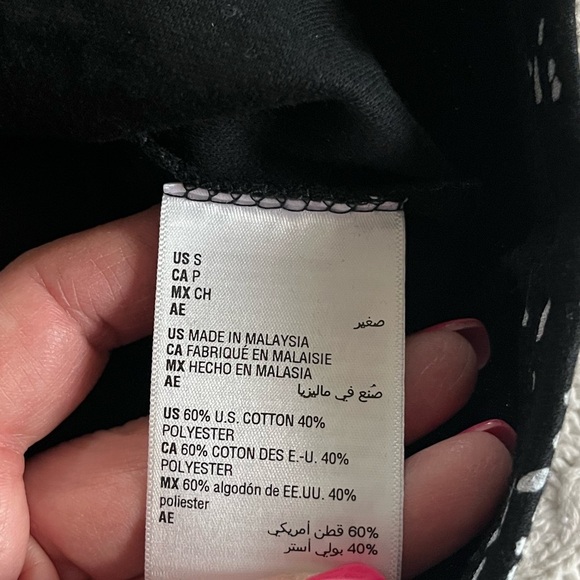 US S
CA P
MX CH
AE
صغير
US MADE IN MALAYSIA
CA FABRIQUÉ EN MALAISIE
MX HECHO EN MALASIA
AE
صُنع في ماليزيا
US 60% U.S. COTTON 40%
POLYESTER
CA 60% COTON DES E.-U. 40%
POLYESTER
MX 60% algodón de EE.UU. 40%
poliester
AE
60% قطن أمريكي
40% بولي أستر